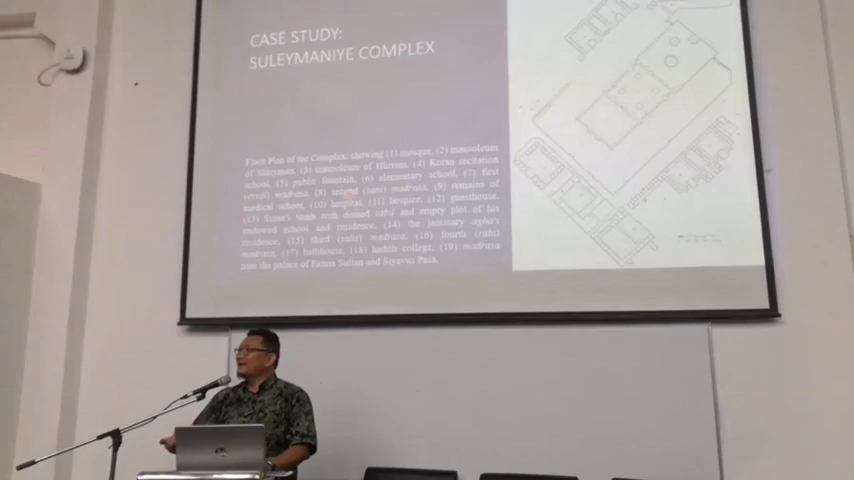 CASE STUDY:
SULEYMANIYE COMPLEX
Floor Plan of the Complex, showing (1) mosque, (2) mausoleum
of Süleyman, (3) mausoleum of Hürrem, (4) Koran recitation
school, (5) public fountain, (6) elementary school, (7) first
(evvel) madrasa, (8) second (sani) madrasa, (9) remains of
medical school, (10) hospital, (11) hospice, (12) guesthouse,
(13) Sinan's tomb with domed sabil and empty plot of his
endowed school and residence, (14) the janissary agha's
residence, (15) third (salis) madrasa, (16) fourth (rabi)
madrasa, (17) bathhouse, (18) hadith college, (19) madrasa
near the palace of Fatma Sultan and Siyavus Pasa.
hp